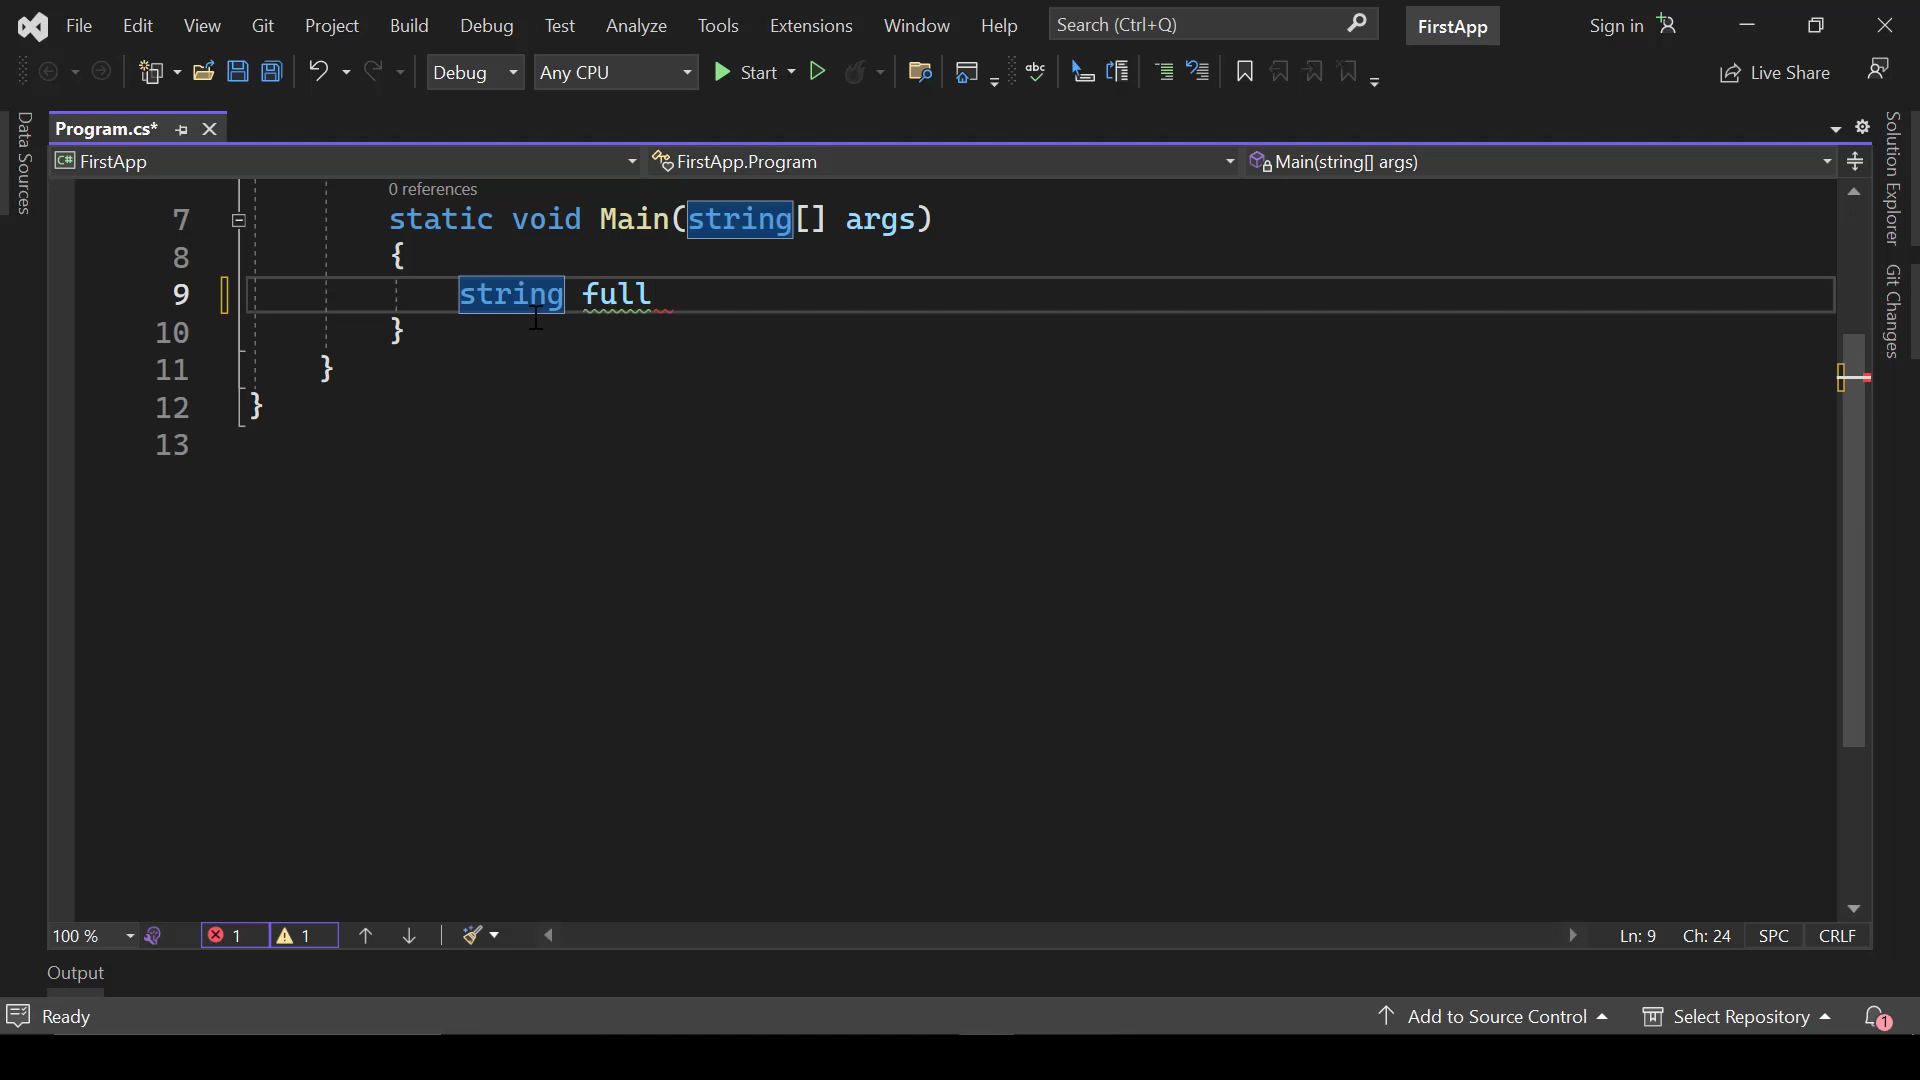 File Edit View Git Project Build Debug Test Analyze Tools Extensions Window Help Search (Ctrl+Q) FirstApp Sign in
Debug Any CPU Start abc Live Share
Data Sources
Program.cs*
C# FirstApp FirstApp.Program Main(string[] args)
0 references
7 static void Main(string[] args)
8 {
9 string full
10 }
11 }
12 }
13
Solution Explorer
Git Changes
100 % 1 1 Ln: 9 Ch: 24 SPC CRLF
Output
Ready Add to Source Control Select Repository 1